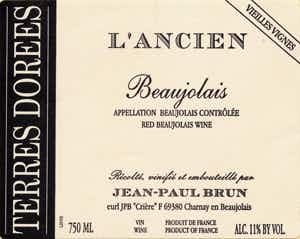 VIEILLES VIGNES
TERRES DOREES
L'ANCIEN
Beaujolais
APPELLATION BEAUJOLAIS CONTRÔLÉE
RED BEAUJOLAIS WINE
Récolté, vinifié et embouteillé par
JEAN-PAUL BRUN
eurl JPB "Crière" F 69380 Charnay en Beaujolais
750 ML
VIN
WINE
PRODUIT DE FRANCE
PRODUCT OF FRANCE
ALC. 11% BY VOL.